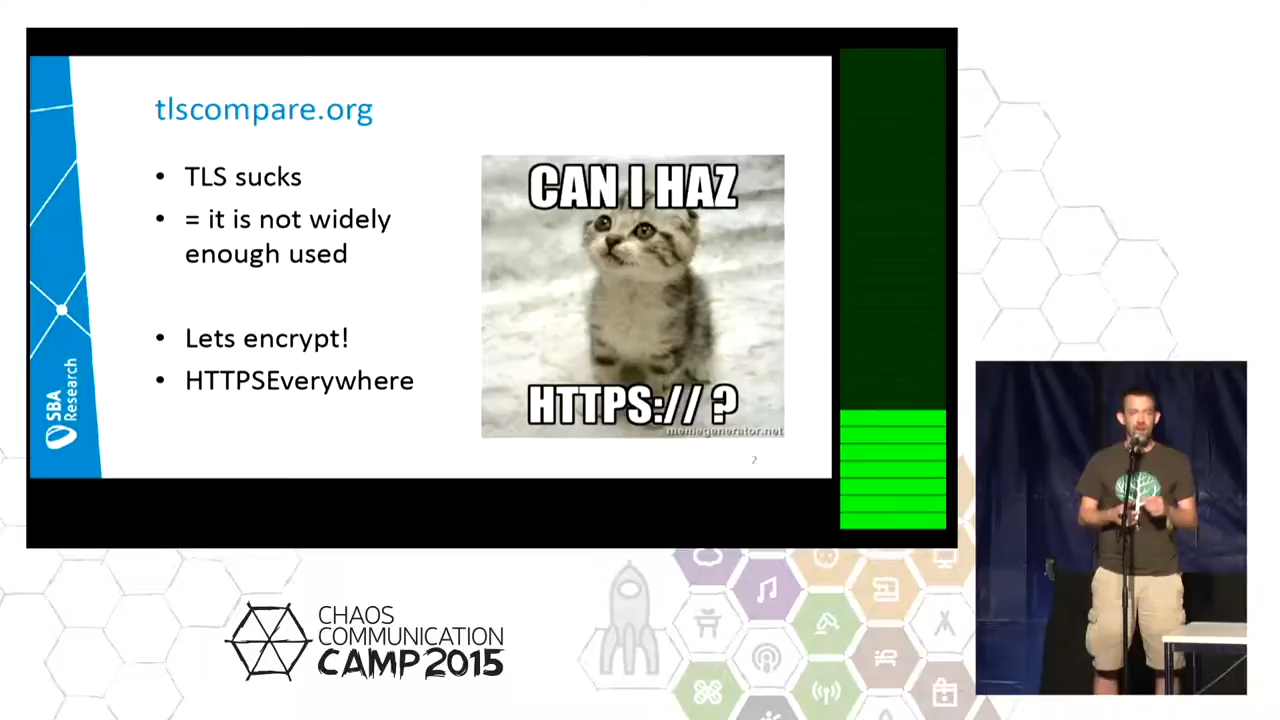 tlscompare.org
• TLS sucks
• = it is not widely
enough used
• Lets encrypt!
• HTTPSEverywhere
CAN I HAZ
HTTPS:// ?
memegenerator.net
SBA
Research
2
CHAOS
COMMUNICATION
CAMP 2015